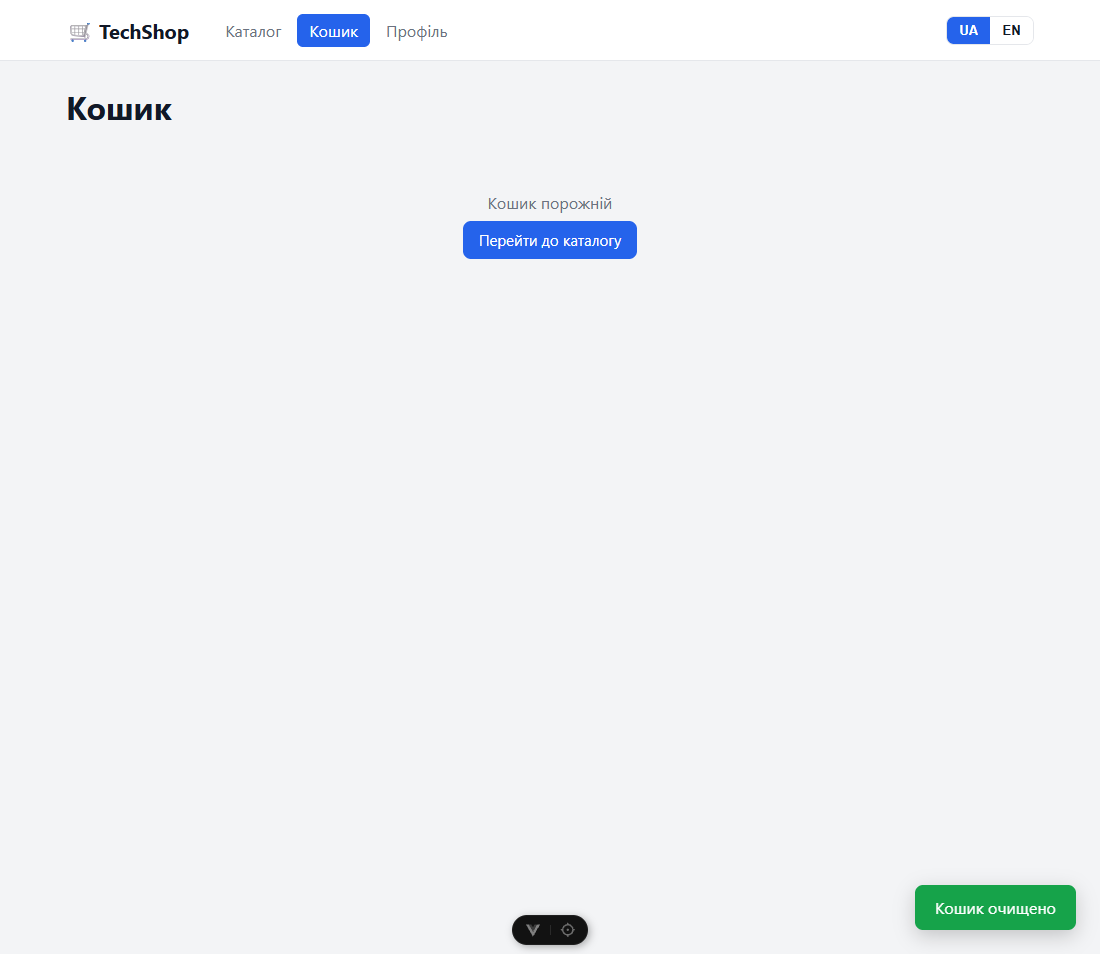 TechShop
Каталог
Кошик
Профіль
UA
EN
Кошик
Кошик порожній
Перейти до каталогу
Кошик очищено